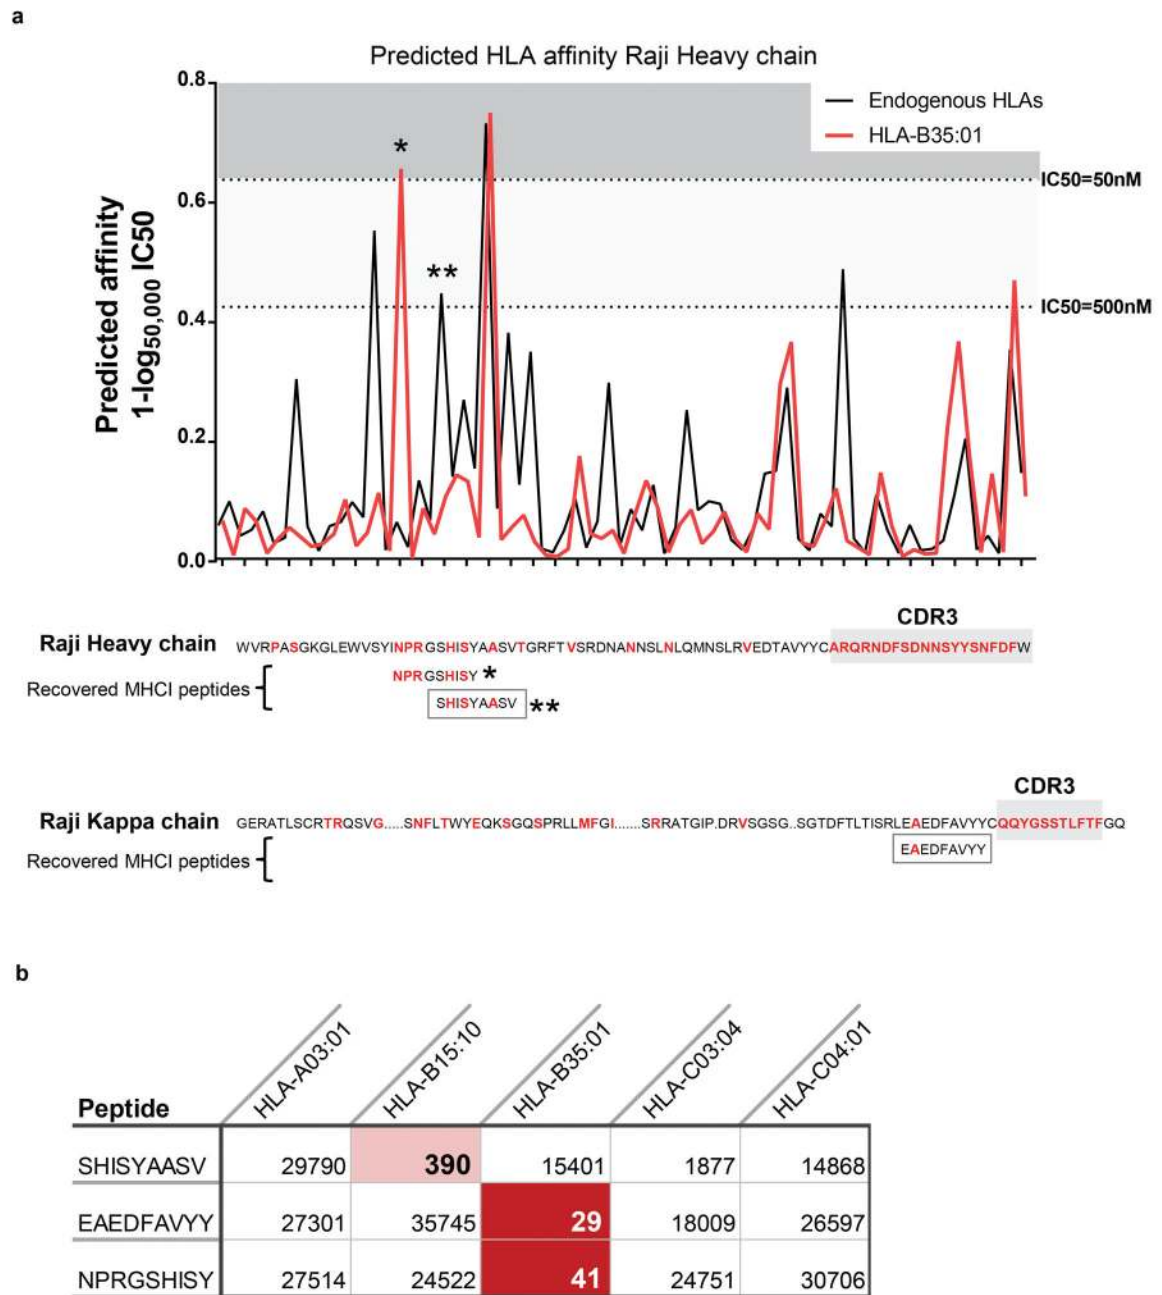 a
Predicted HLA affinity Raji Heavy chain
Endogenous HLAs
HLA-B35:01
Predicted affinity
1-log50,000 IC50
0.8
0.6
0.4
0.2
0.0
*
**
IC50=50nM
IC50=500nM
CDR3
Raji Heavy chain WVRPASGKGLEWVSYINPRGSHISYAASVTGRFTVSRDNANNSLNLQMNSLRVEDTAVYYCARQRNDFSDNNSYYSNFDFW
Recovered MHCI peptides { NPRGSHISY *
SHISYAASV **
CDR3
Raji Kappa chain GERATLSCRTRQSVG.....SNFLTWYEQKSGQSPRLLMFGI.......SRRATGIP.DRVSGSG..SGTDFTLTISRLEAEDFAVYYCQQYGSSTLFTFGQ
Recovered MHCI peptides { EAEDFAVYY
b
Peptide HLA-A03:01 HLA-B15:10 HLA-B35:01 HLA-C03:04 HLA-C04:01
SHISYAASV 29790 390 15401 1877 14868
EAEDFAVYY 27301 35745 29 18009 26597
NPRGSHISY 27514 24522 41 24751 30706